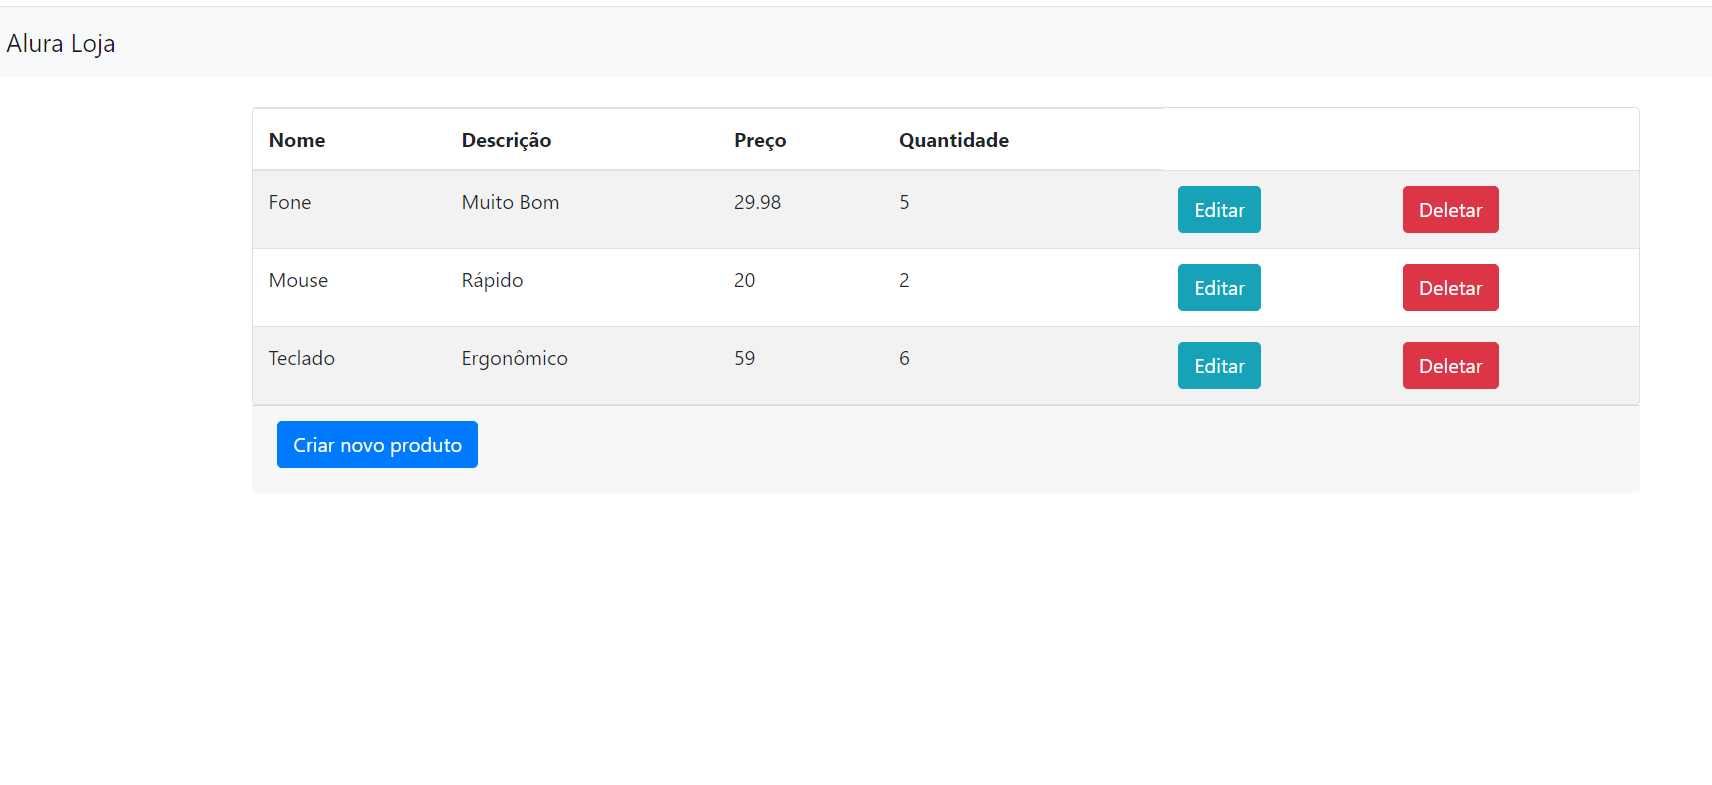 Alura Loja
Nome Descrição Preço Quantidade
Fone Muito Bom 29.98 5 Editar Deletar
Mouse Rápido 20 2 Editar Deletar
Teclado Ergonômico 59 6 Editar Deletar
Criar novo produto